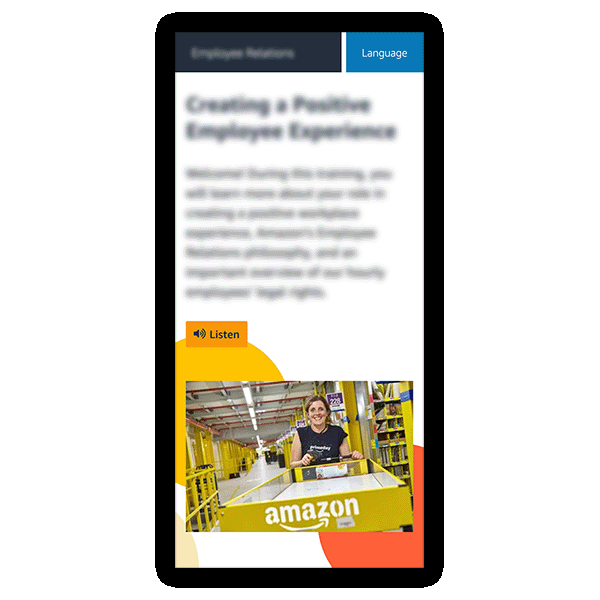 Employee Relations
Language
Creating a Positive
Employee Experience
Welcome! During this training, you
will learn more about your role in
creating a positive workplace
experience, Amazon's Employee
Relations philosophy, and an
important overview of our hourly
employees' legal rights.
Listen
228
primeday
amazon